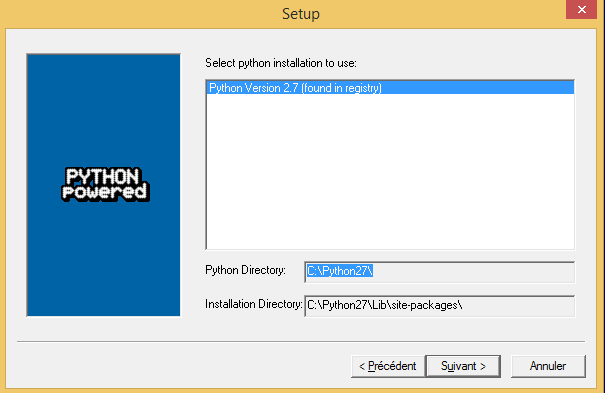 Setup
Select python installation to use:
Python Version 2.7 (found in registry)
PYTHON
powered
Python Directory: C:\Python27\
Installation Directory: C:\Python27\Lib\site-packages\
< Précédent Suivant > Annuler